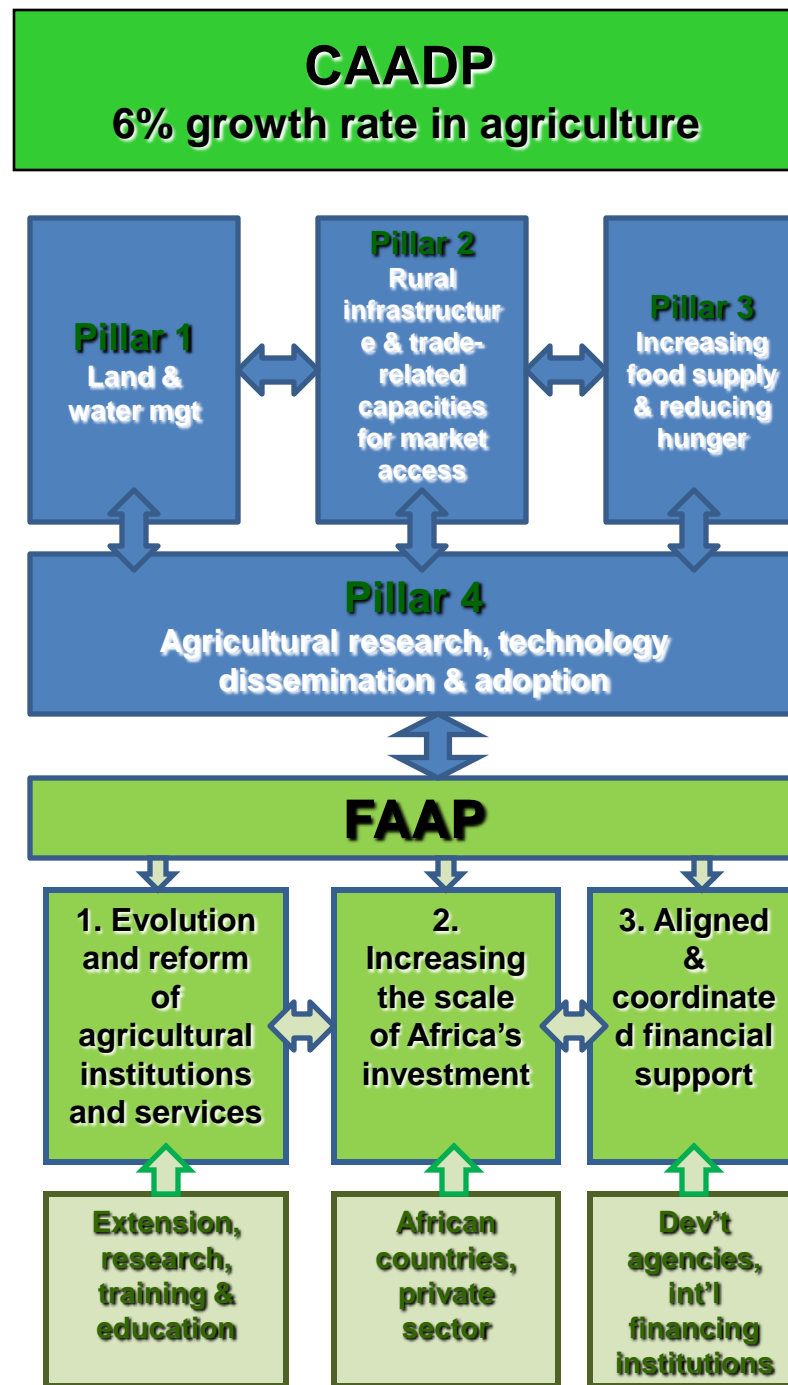 CAADP
6% growth rate in agriculture
Pillar 1
Land &
water mgt
Pillar 2
Rural
infrastructur
e & trade-
related
capacities
for market
access
Pillar 3
Increasing
food supply
& reducing
hunger
Pillar 4
Agricultural research, technology
dissemination & adoption
FAAP
1. Evolution
and reform
of
agricultural
institutions
and services
2.
Increasing
the scale
of Africa’s
investment
3. Aligned
&
coordinate
d financial
support
Extension,
research,
training &
education
African
countries,
private
sector
Dev’t
agencies,
int’l
financing
institutions